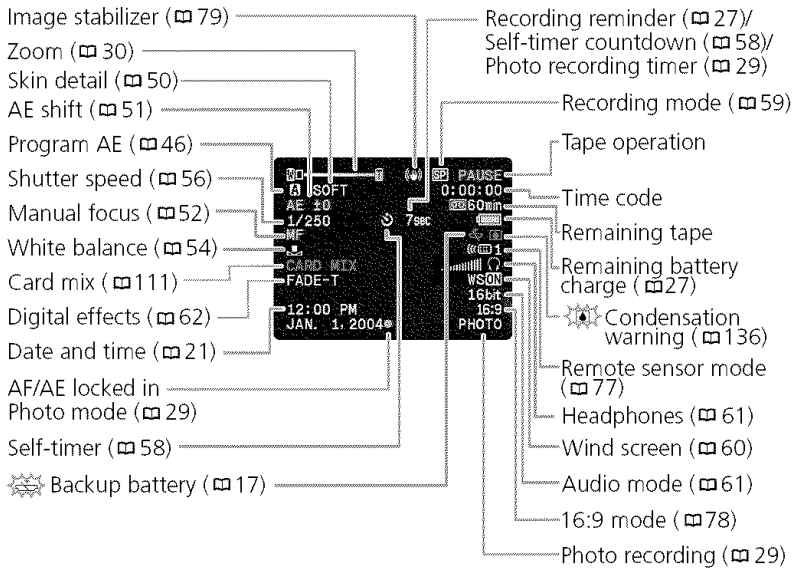 Image stabilizer ( 79)
Zoom ( 30)
Skin detail ( 50)
AE shift ( 51)
Program AE ( 46)
Shutter speed ( 56)
Manual focus ( 52)
White balance ( 54)
Card mix ( 111)
Digital effects ( 62)
Date and time ( 21)
AF/AE locked in
Photo mode ( 29)
Self-timer ( 58)
Backup battery ( 17)
W T
A SOFT
AE ±0
1/250
MF
CARD MIX
FADE-T
12:00 PM
JAN. 1, 2004
7SEC
SP PAUSE
0:00:00
60min
1
WS ON
16bit
16:9
PHOTO
Recording reminder ( 27)/
Self-timer countdown ( 58)/
Photo recording timer ( 29)
Recording mode ( 59)
Tape operation
Time code
Remaining tape
Remaining battery
charge ( 27)
Condensation
warning ( 136)
Remote sensor mode
( 77)
Headphones ( 61)
Wind screen ( 60)
Audio mode ( 61)
16:9 mode ( 78)
Photo recording ( 29)